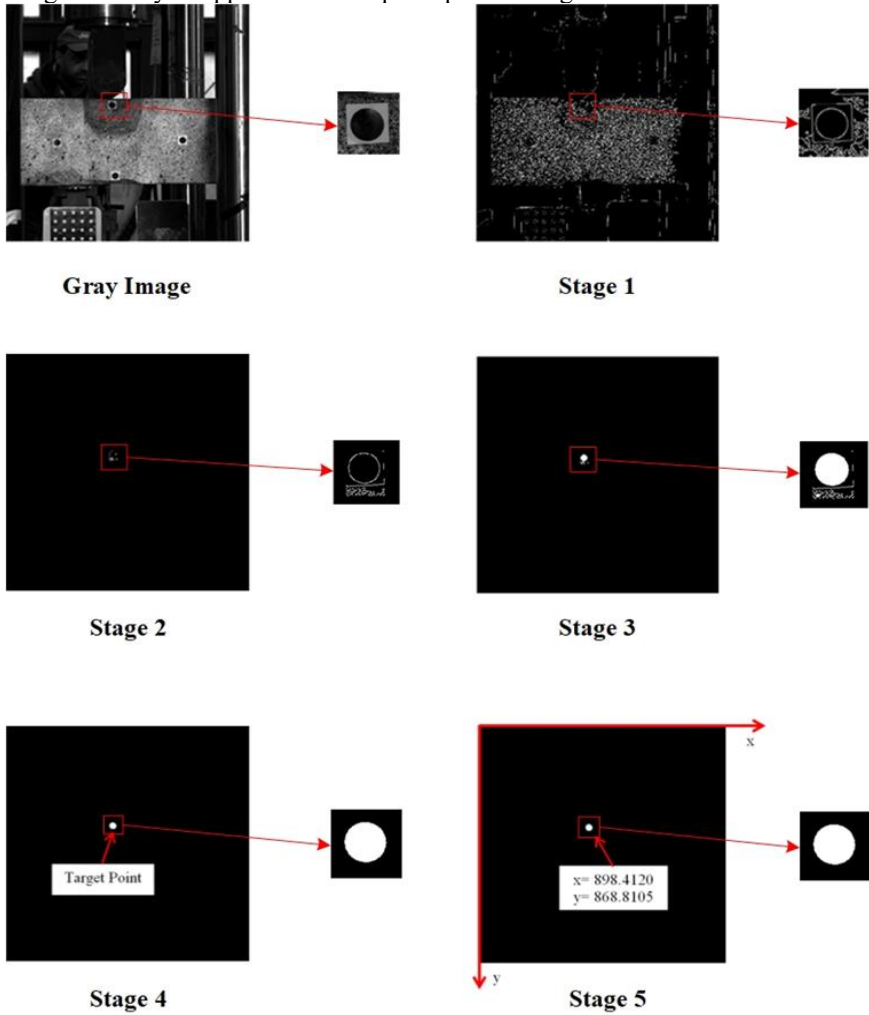 Gray Image
Stage 1
Stage 2
Stage 3
x
Target Point
x= 898.4120
y= 868.8105
y
Stage 4
Stage 5